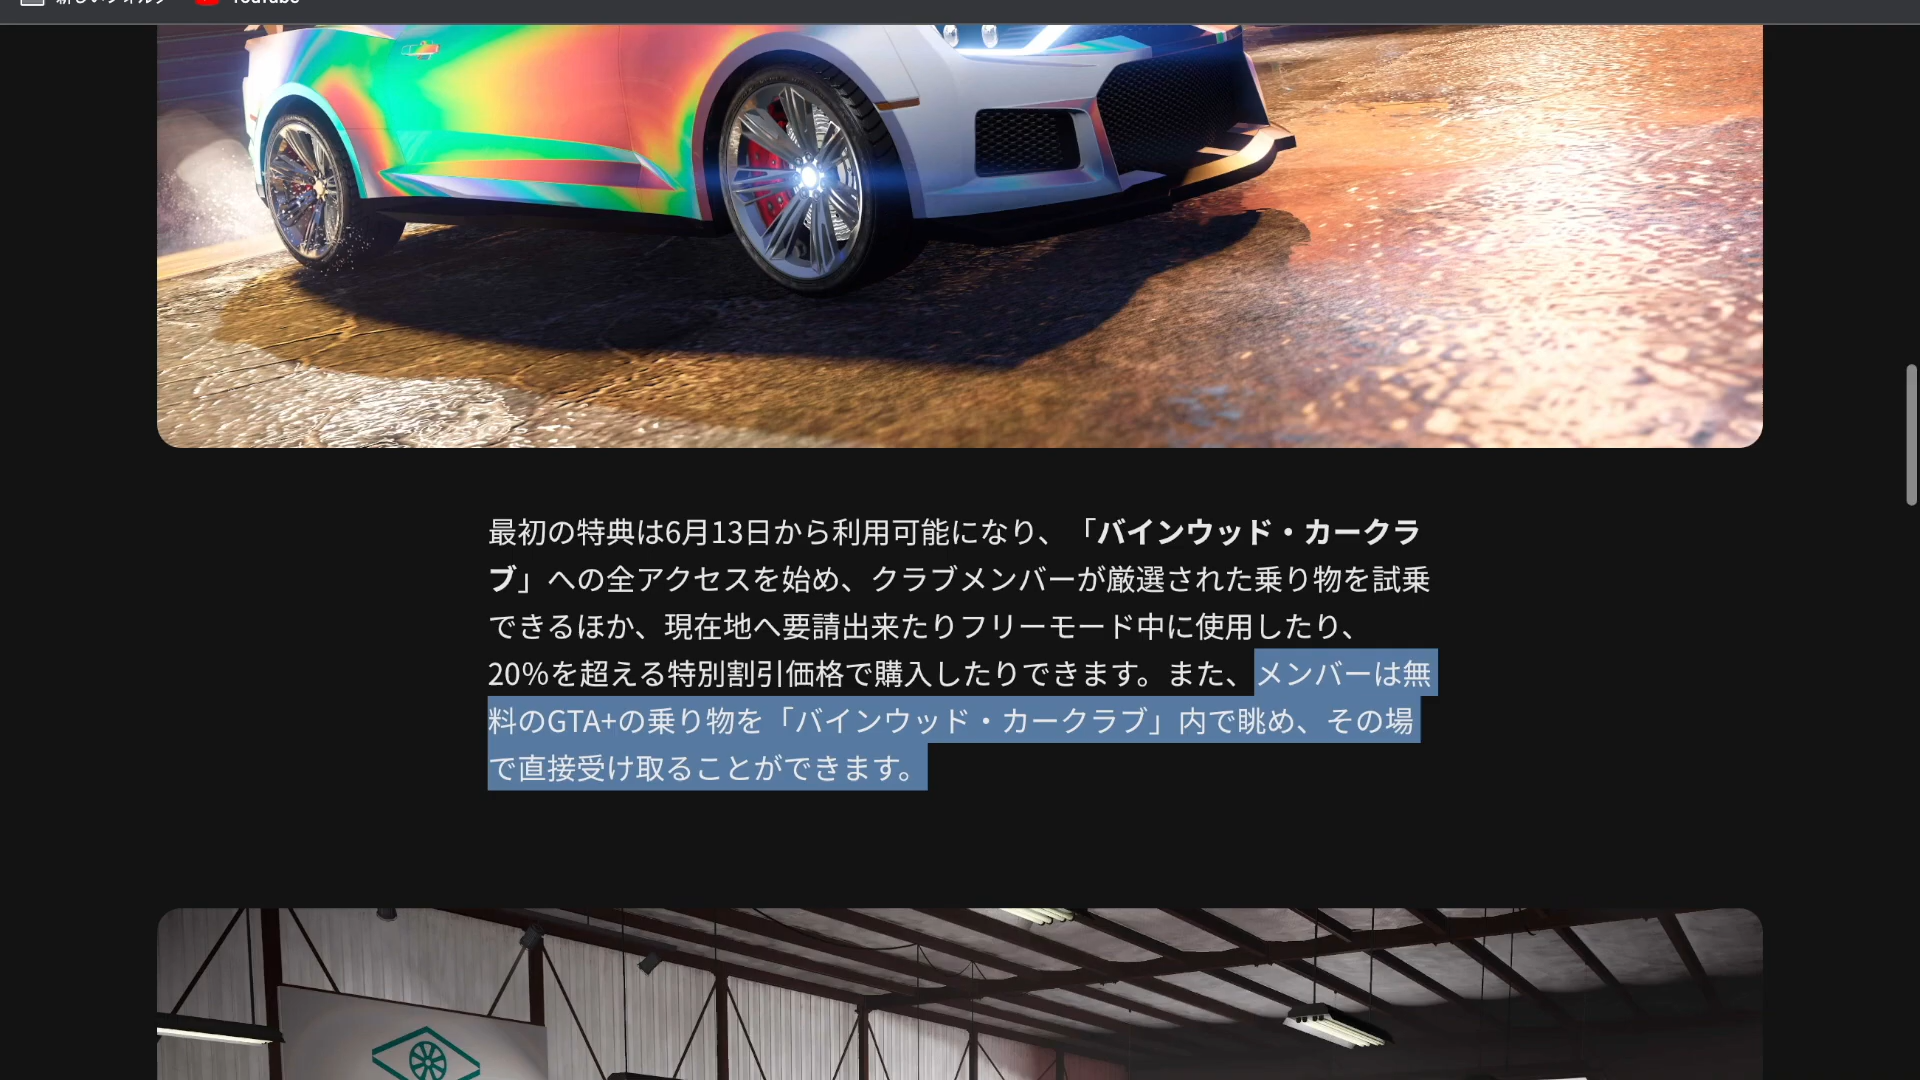 YouTube
最初の特典は6月13日から利用可能になり、「バインウッド・カークラ
ブ」への全アクセスを始め、クラブメンバーが厳選された乗り物を試乗
できるほか、現在地へ要請出来たりフリーモード中に使用したり、
20%を超える特別割引価格で購入したりできます。また、メンバーは無
料のGTA+の乗り物を「バインウッド・カークラブ」内で眺め、その場
で直接受け取ることができます。